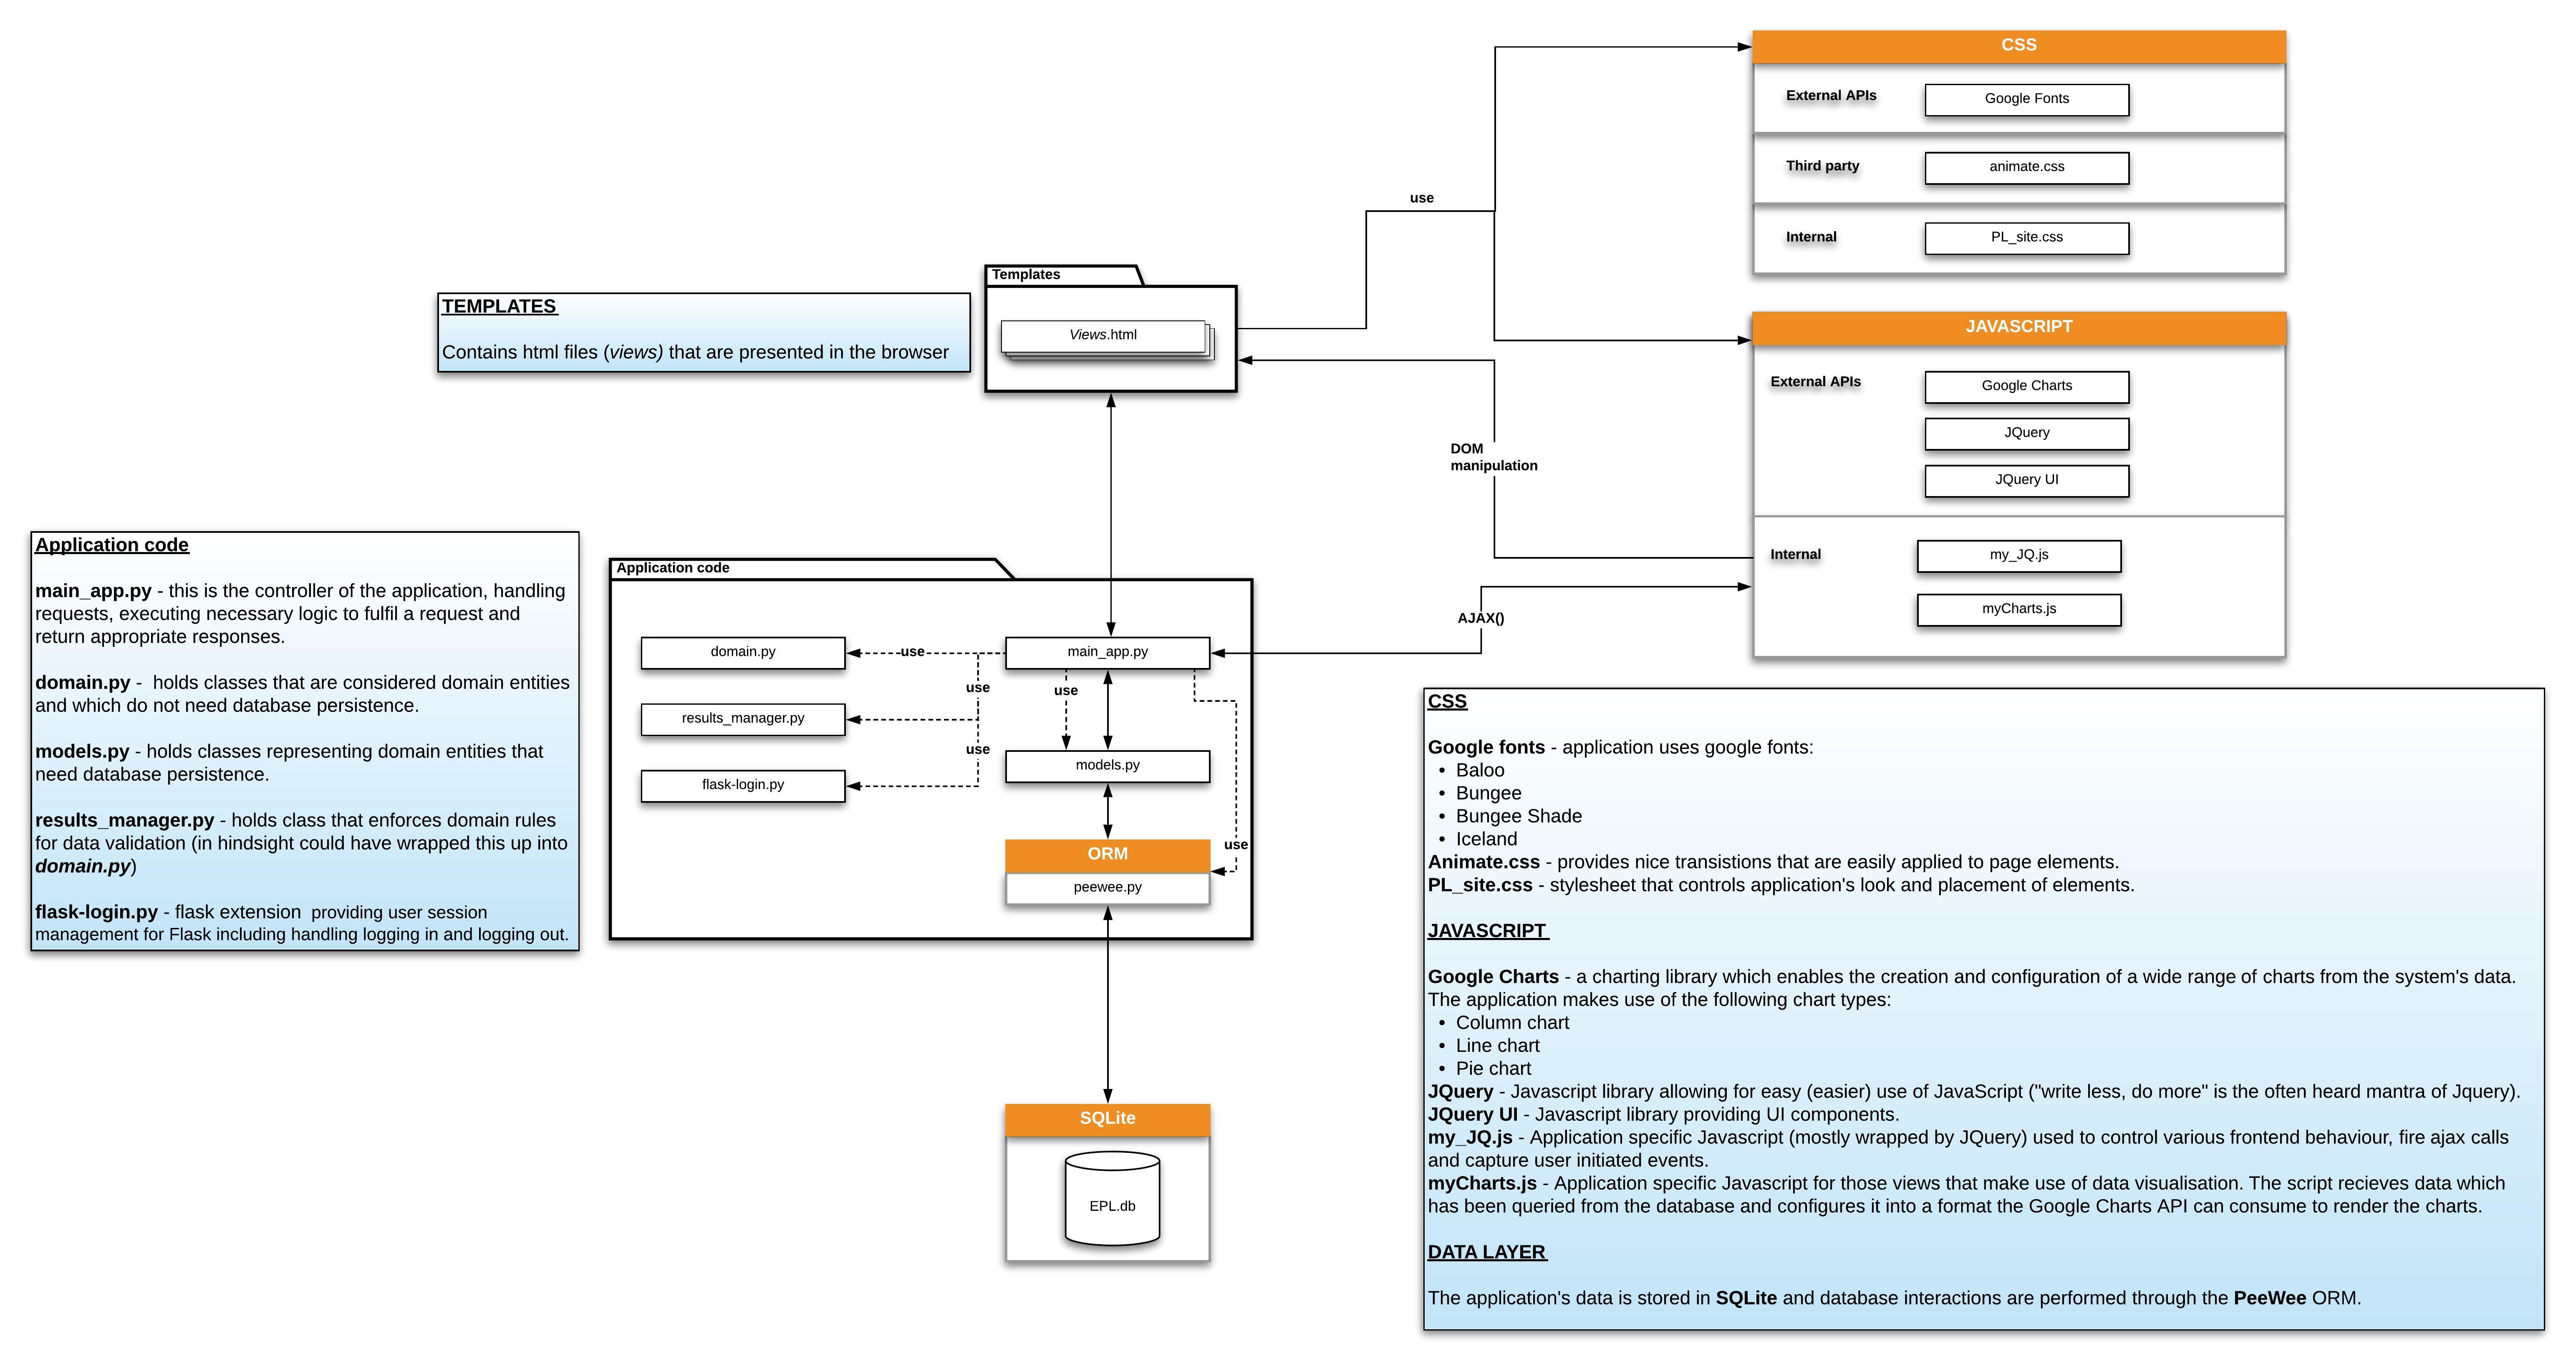 CSS
External APIs
Google Fonts
Third party
animate.css
Internal
PL_site.css
use
Templates
Views.html
TEMPLATES
Contains html files (views) that are presented in the browser
JAVASCRIPT
External APIs
Google Charts
JQuery
JQuery UI
Internal
my_JQ.js
myCharts.js
DOM
manipulation
AJAX()
Application code
main_app.py - this is the controller of the application, handling
requests, executing necessary logic to fulfil a request and
return appropriate responses.
domain.py -  holds classes that are considered domain entities
and which do not need database persistence.
models.py - holds classes representing domain entities that
need database persistence.
results_manager.py - holds class that enforces domain rules
for data validation (in hindsight could have wrapped this up into
domain.py)
flask-login.py - flask extension  providing user session
management for Flask including handling logging in and logging out.
Application code
domain.py
use
main_app.py
use
use
results_manager.py
use
flask-login.py
models.py
use
ORM
peewee.py
SQLite
EPL.db
CSS
Google fonts - application uses google fonts:
• Baloo
• Bungee
• Bungee Shade
• Iceland
Animate.css - provides nice transistions that are easily applied to page elements.
PL_site.css - stylesheet that controls application's look and placement of elements.
JAVASCRIPT
Google Charts - a charting library which enables the creation and configuration of a wide range of charts from the system's data.
The application makes use of the following chart types:
• Column chart
• Line chart
• Pie chart
JQuery - Javascript library allowing for easy (easier) use of JavaScript ("write less, do more" is the often heard mantra of Jquery).
JQuery UI - Javascript library providing UI components.
my_JQ.js - Application specific Javascript (mostly wrapped by JQuery) used to control various frontend behaviour, fire ajax calls
and capture user initiated events.
myCharts.js - Application specific Javascript for those views that make use of data visualisation. The script recieves data which
has been queried from the database and configures it into a format the Google Charts API can consume to render the charts.
DATA LAYER
The application's data is stored in SQLite and database interactions are performed through the PeeWee ORM.